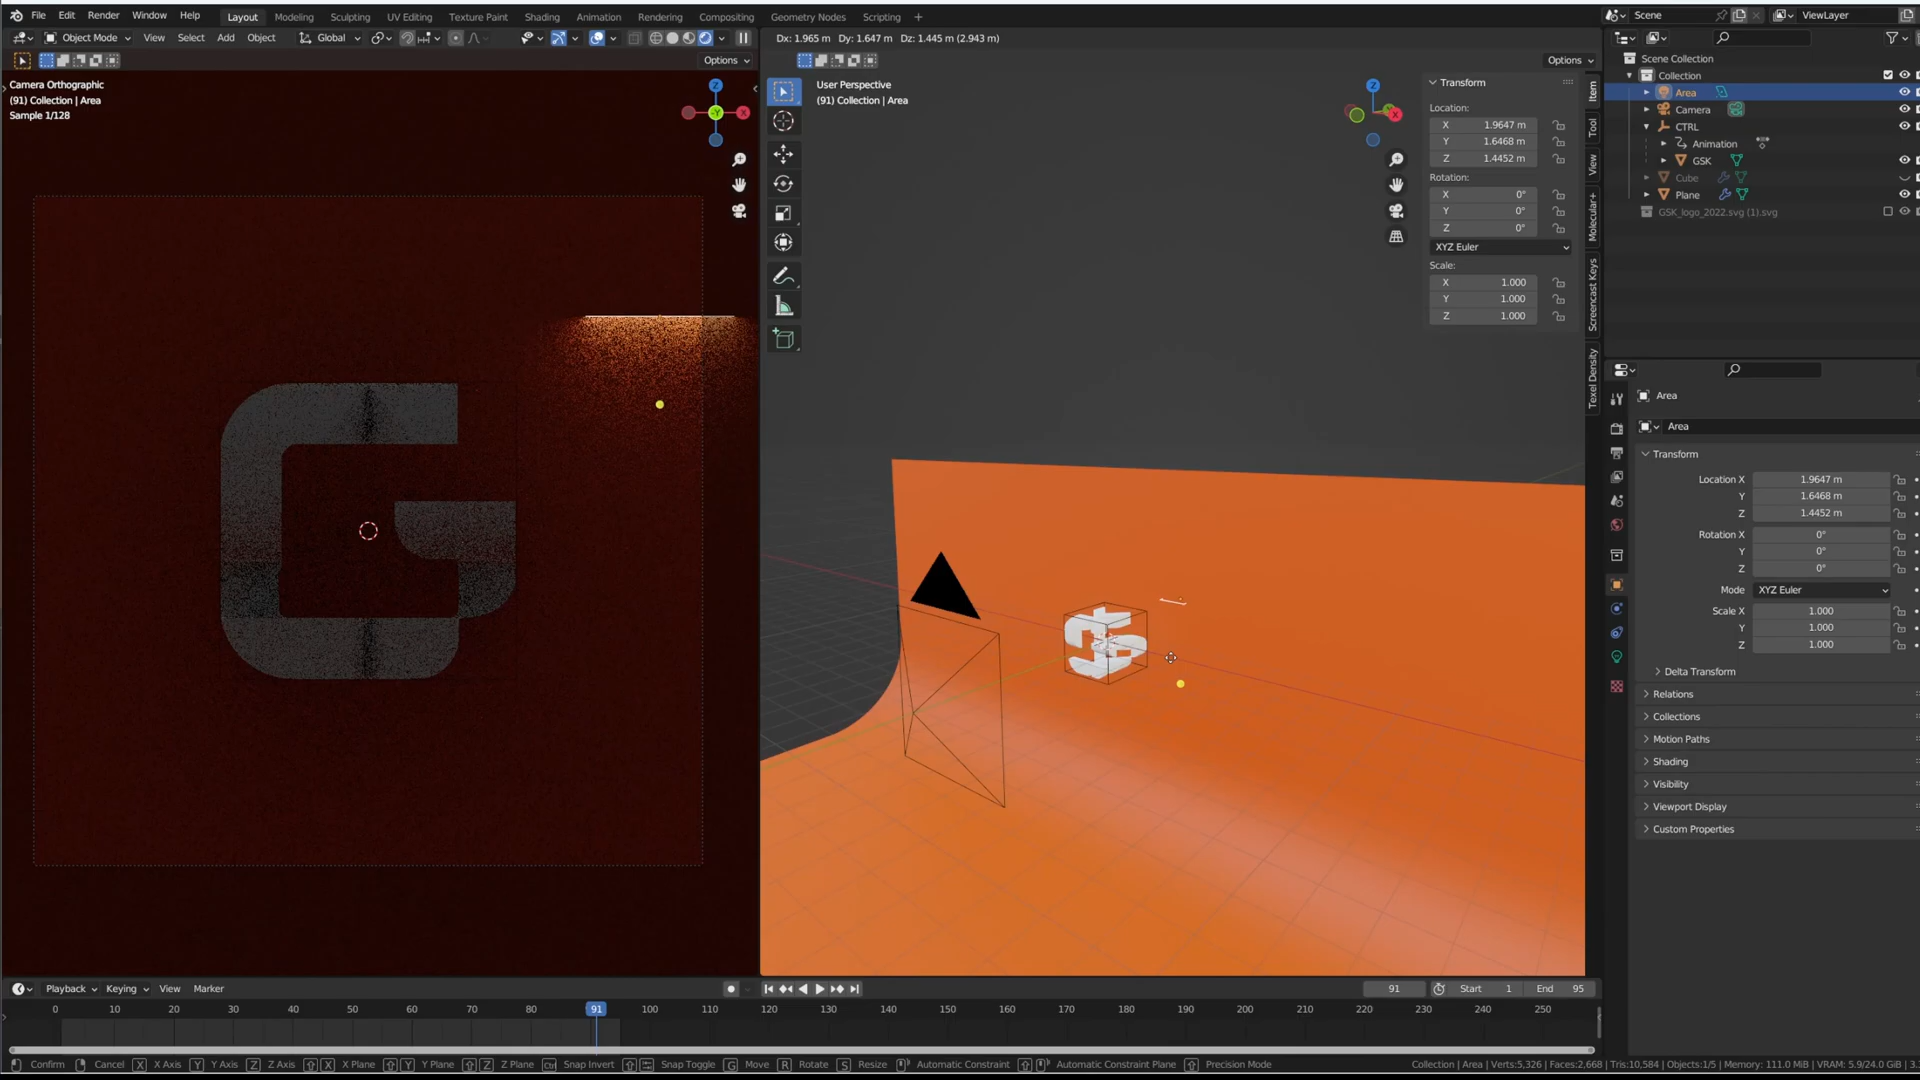 File Edit Render Window Help Layout Modeling Sculpting UV Editing Texture Paint Shading Animation Rendering Compositing Geometry Nodes Scripting + Scene ViewLayer
Object Mode View Select Add Object Global Dx: 1.965 m Dy: 1.647 m Dz: 1.445 m (2.943 m)
Options Options
Camera Orthographic
(91) Collection | Area
Sample 1/128
Z
Y
X
User Perspective
(91) Collection | Area
Z
X
Transform
Location:
X 1.9647 m
Y 1.6468 m
Z 1.4452 m
Rotation:
X 0°
Y 0°
Z 0°
XYZ Euler
Scale:
X 1.000
Y 1.000
Z 1.000
Item
Tool
View
Molecular+
Screencast Keys
Texel Density
Scene Collection
Collection
Area
Camera
CTRL
Animation
GSK
Cube
Plane
GSK_logo_2022.svg (1).svg
Area
Area
Transform
Location X 1.9647 m
Y 1.6468 m
Z 1.4452 m
Rotation X 0°
Y 0°
Z 0°
Mode XYZ Euler
Scale X 1.000
Y 1.000
Z 1.000
Delta Transform
Relations
Collections
Motion Paths
Shading
Visibility
Viewport Display
Custom Properties
Playback Keying View Marker 91 Start 1 End 95
0 10 20 30 40 50 60 70 80 91 100 110 120 130 140 150 160 170 180 190 200 210 220 230 240 250
Confirm Cancel X X Axis Y Y Axis Z Z Axis X X Plane Y Y Plane Z Z Plane Ctrl Snap Invert Snap Toggle G Move R Rotate S Resize Automatic Constraint Automatic Constraint Plane Precision Mode Collection | Area | Verts:5,326 | Faces:2,668 | Tris:10,584 | Objects:1/5 | Memory: 111.0 MiB | VRAM: 5.9/24.0 GiB | 3.